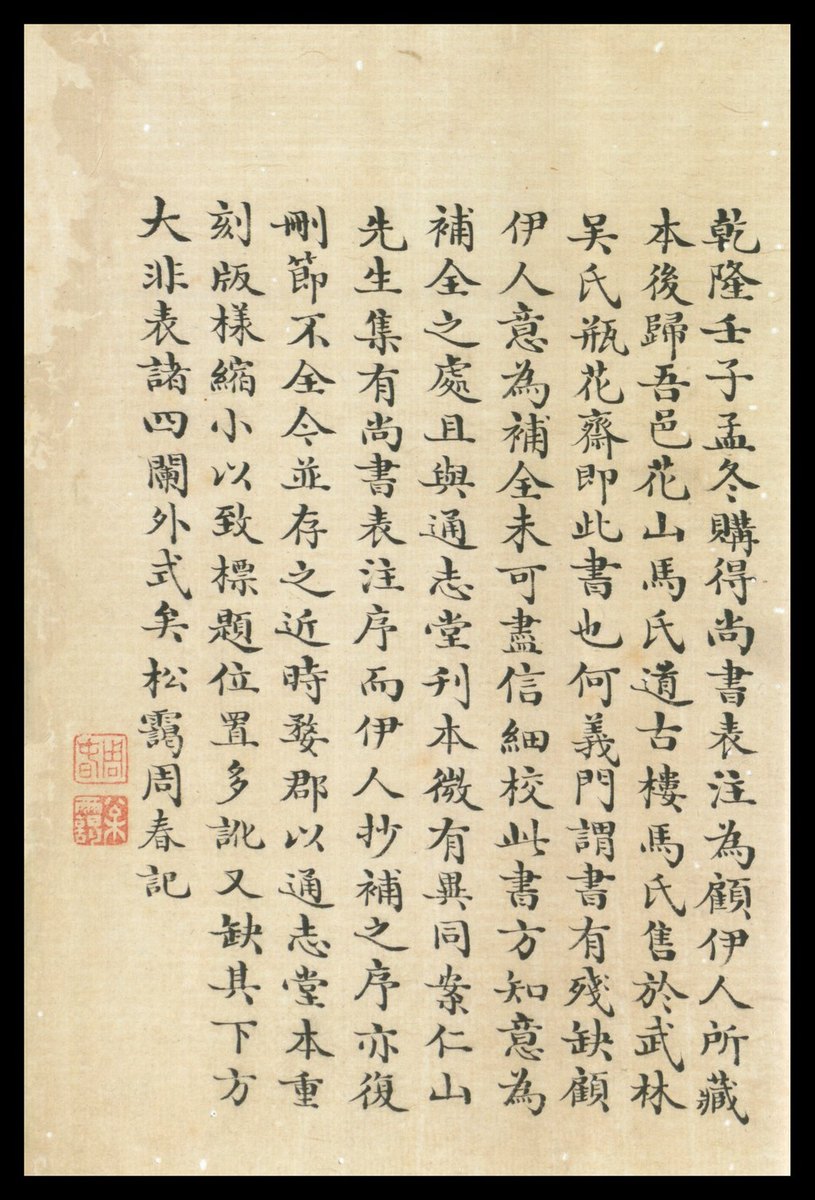 乾隆壬子孟冬購得尚書表注為顧伊人所藏
本後歸吾邑花山馬氏道古樓馬氏售於武林
吴氏瓶花齋即此書也何義門謂書有殘缺顧
伊人意為補全未可盡信細校此書方知意為
補全之處且與通志堂刊本微有異同案仁山
先生集有尚書表注序而伊人抄補之序亦復
刪節不全今並存之近時婺郡以通志堂本重
刻版樣縮小以致標題位置多訛又缺其下方
大非表諸四闌外式矣松靄周春記
周春
松靄